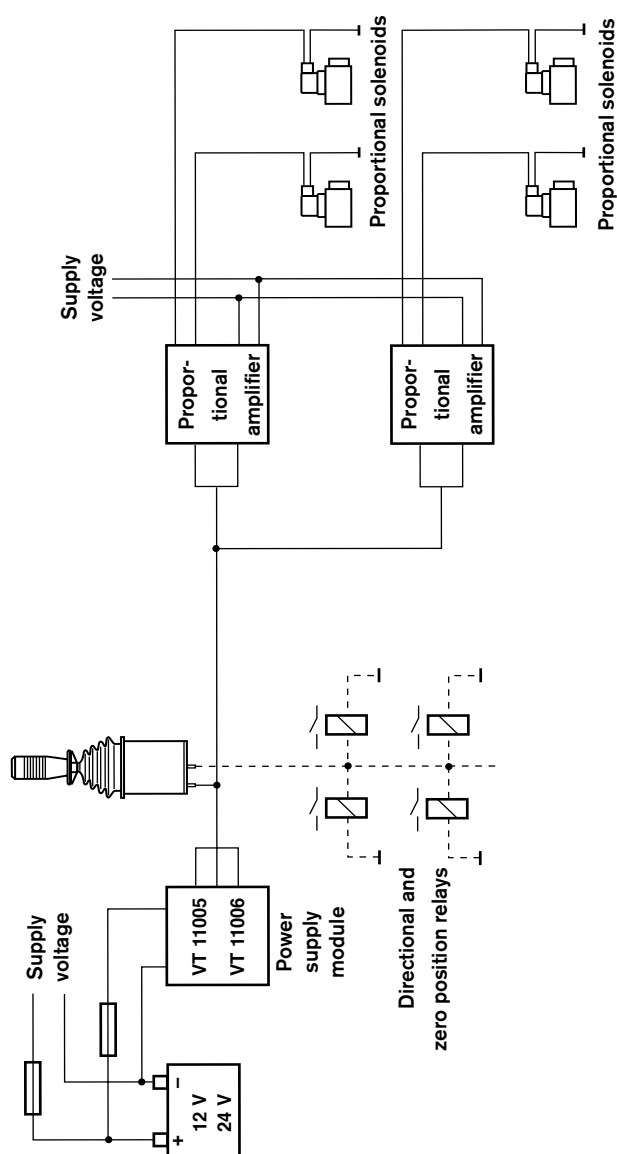 Supply
voltage
+
–
12 V
24 V
VT 11005
VT 11006
Power
supply
module
Directional and
zero position relays
Supply
voltage
Propor-
tional
amplifier
Propor-
tional
amplifier
Proportional solenoids
Proportional solenoids